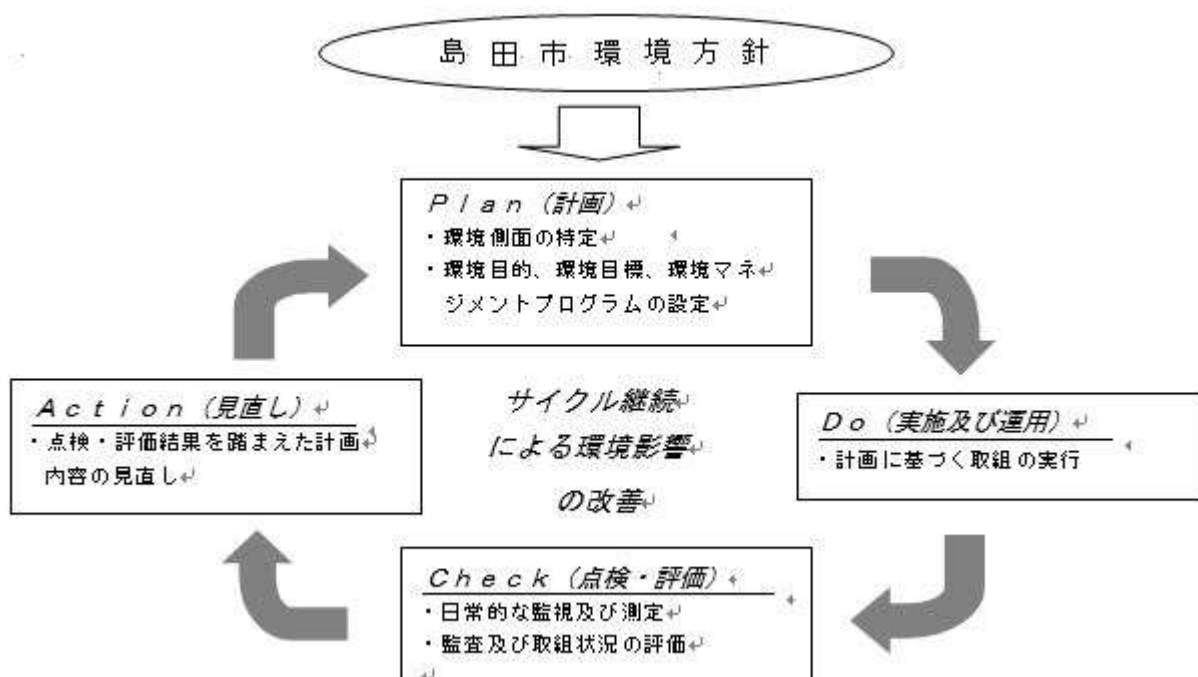 島田市環境方針
Ｐｌａｎ（計画）
・環境側面の特定
・環境目的、環境目標、環境マネ
ジメントプログラムの設定
Ａｃｔｉｏｎ（見直し）
・点検・評価結果を踏まえた計画
内容の見直し
サイクル継続
による環境影響
の改善
Ｄｏ（実施及び運用）
・計画に基づく取組の実行
Ｃｈｅｃｋ（点検・評価）
・日常的な監視及び測定
・監査及び取組状況の評価